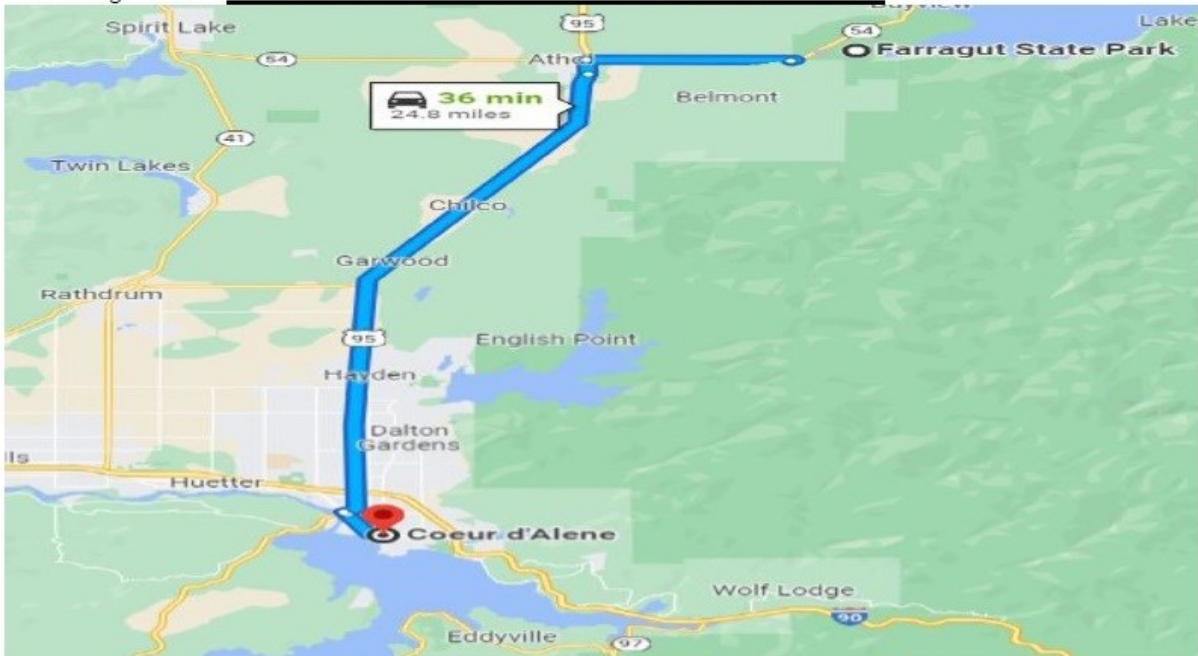 95
Lake
Spirit Lake
54
Farragut State Park
54
Athol
36 min
24.8 miles
Belmont
41
Twin Lakes
Chilco
Garwood
Rathdrum
95
English Point
Hayden
Dalton
Gardens
lls
Huetter
Coeur d'Alene
Wolf Lodge
90
Eddyville
97